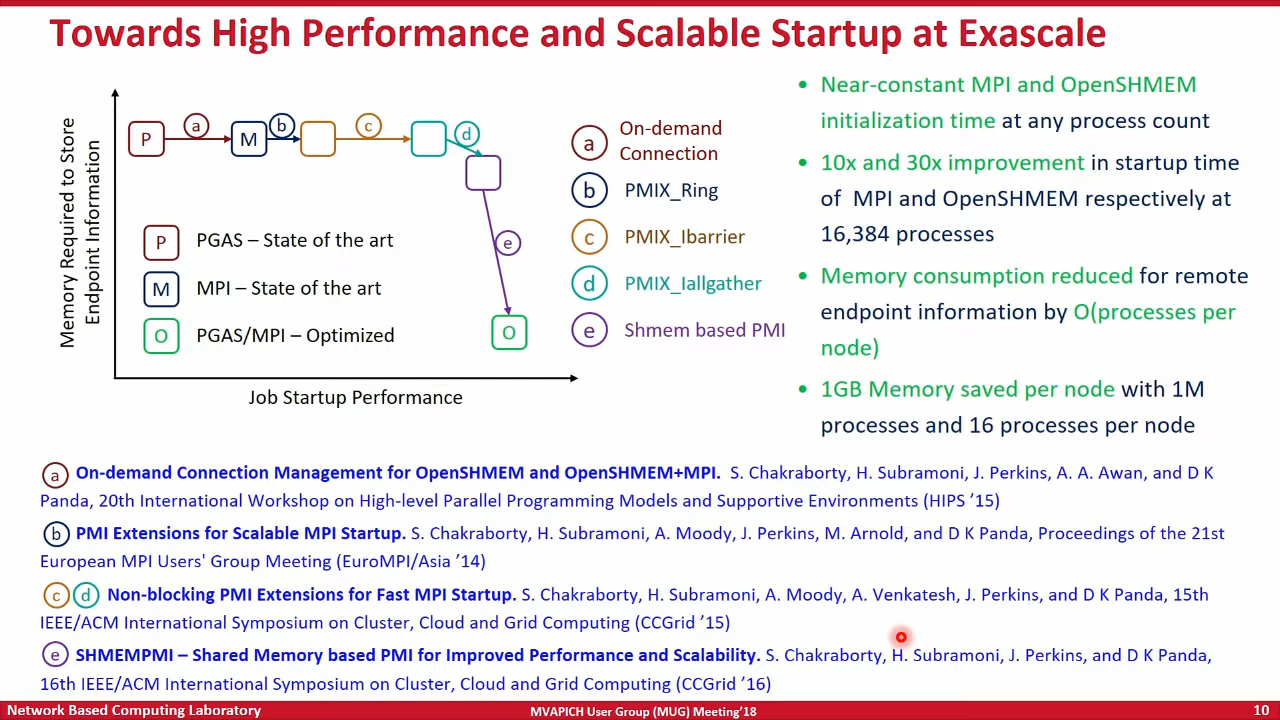 Towards High Performance and Scalable Startup at Exascale
Memory Required to Store
Endpoint Information
P
a
M
b
c
d
e
O
P PGAS – State of the art
M MPI – State of the art
O PGAS/MPI – Optimized
Job Startup Performance
a On-demand
Connection
b PMIX_Ring
c PMIX_Ibarrier
d PMIX_Iallgather
e Shmem based PMI
• Near-constant MPI and OpenSHMEM
initialization time at any process count
• 10x and 30x improvement in startup time
of MPI and OpenSHMEM respectively at
16,384 processes
• Memory consumption reduced for remote
endpoint information by O(processes per
node)
• 1GB Memory saved per node with 1M
processes and 16 processes per node
a On-demand Connection Management for OpenSHMEM and OpenSHMEM+MPI. S. Chakraborty, H. Subramoni, J. Perkins, A. A. Awan, and D K
Panda, 20th International Workshop on High-level Parallel Programming Models and Supportive Environments (HIPS ’15)
b PMI Extensions for Scalable MPI Startup. S. Chakraborty, H. Subramoni, A. Moody, J. Perkins, M. Arnold, and D K Panda, Proceedings of the 21st
European MPI Users' Group Meeting (EuroMPI/Asia ’14)
c d Non-blocking PMI Extensions for Fast MPI Startup. S. Chakraborty, H. Subramoni, A. Moody, A. Venkatesh, J. Perkins, and D K Panda, 15th
IEEE/ACM International Symposium on Cluster, Cloud and Grid Computing (CCGrid ’15)
e SHMEMPMI – Shared Memory based PMI for Improved Performance and Scalability. S. Chakraborty, H. Subramoni, J. Perkins, and D K Panda,
16th IEEE/ACM International Symposium on Cluster, Cloud and Grid Computing (CCGrid ’16)
Network Based Computing Laboratory
MVAPICH User Group (MUG) Meeting’18
10